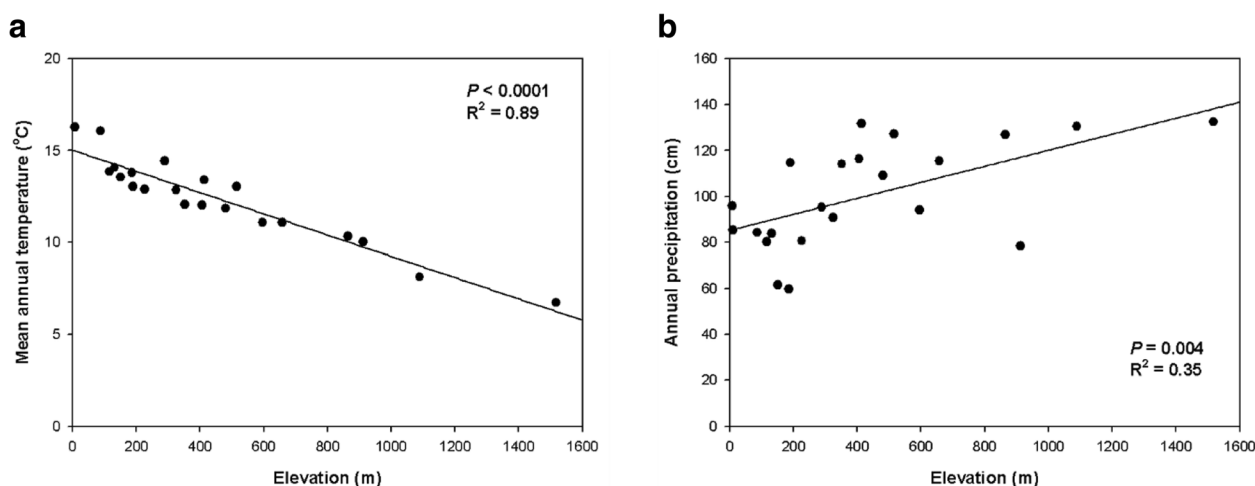 a
20
15
10
5
0
Mean annual temperature (°C)
P < 0.0001
R² = 0.89
0 200 400 600 800 1000 1200 1400 1600
Elevation (m)
b
160
140
120
100
80
60
40
20
0
Annual precipitation (cm)
P = 0.004
R² = 0.35
0 200 400 600 800 1000 1200 1400 1600
Elevation (m)